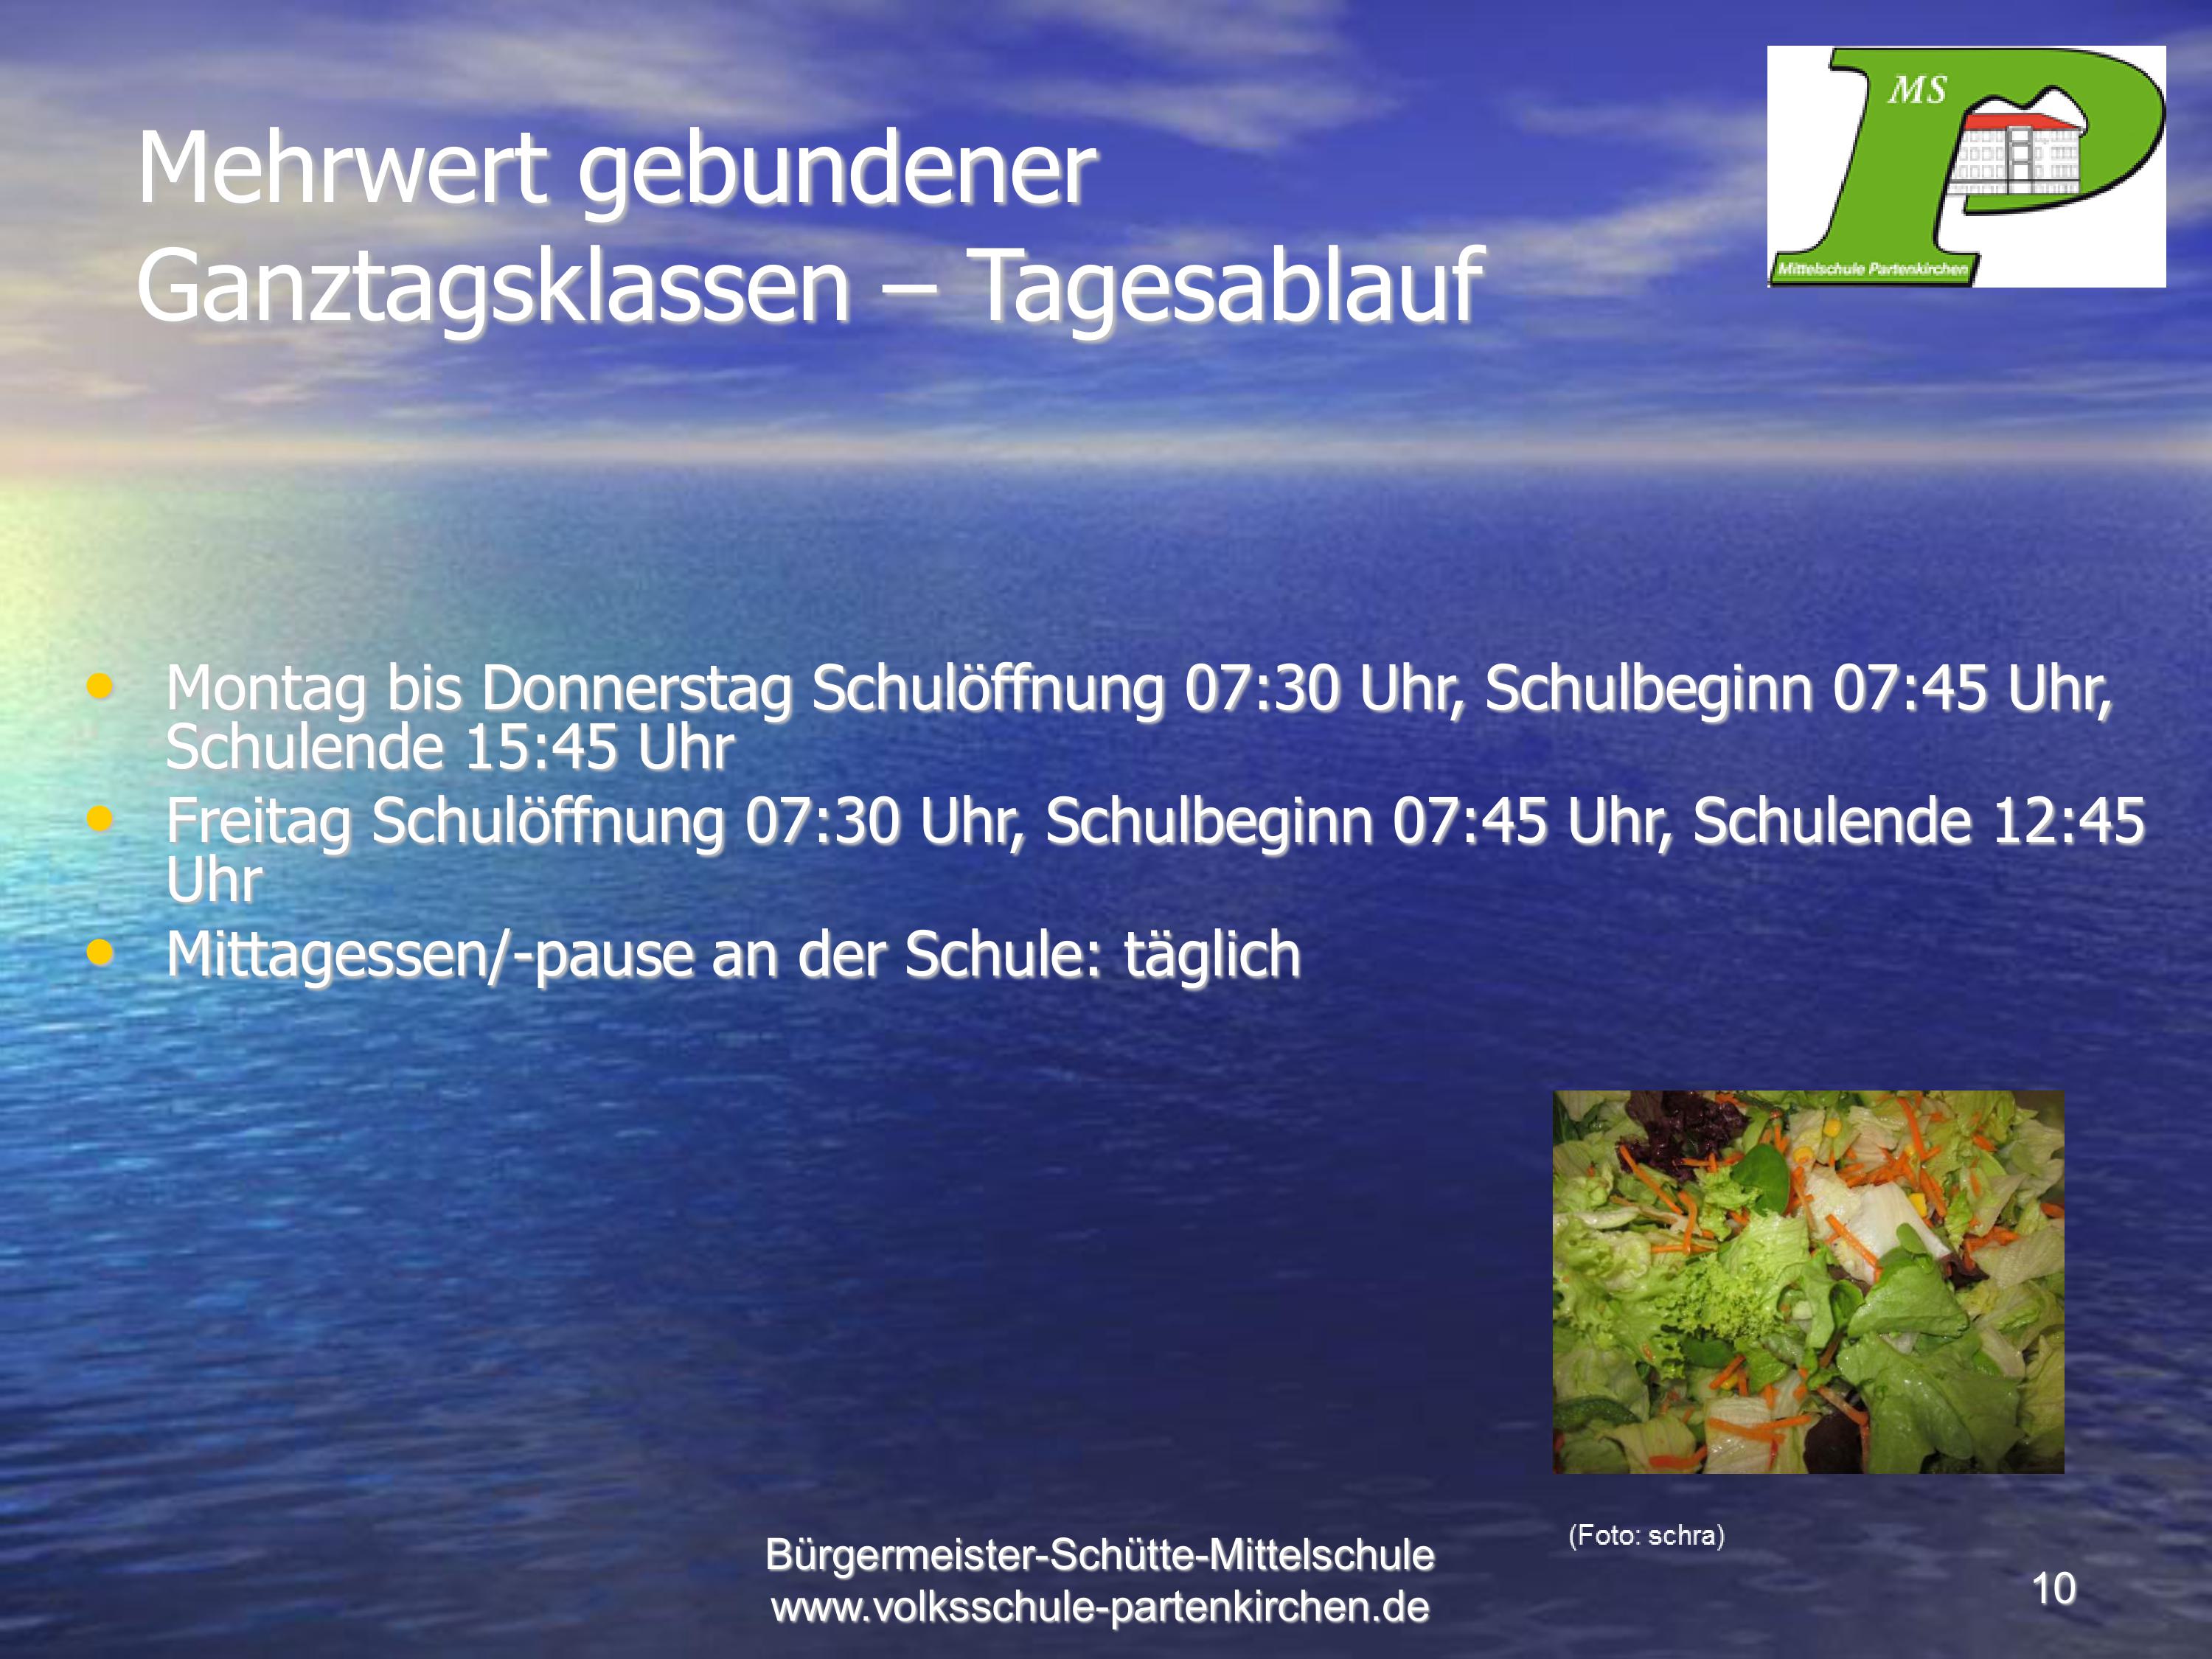 Mehrwert gebundener
Ganztagsklassen – Tagesablauf
MS
Mittelschule Partenkirchen
• Montag bis Donnerstag Schulöffnung 07:30 Uhr, Schulbeginn 07:45 Uhr,
Schulende 15:45 Uhr
• Freitag Schulöffnung 07:30 Uhr, Schulbeginn 07:45 Uhr, Schulende 12:45
Uhr
• Mittagessen/-pause an der Schule: täglich
(Foto: schra)
Bürgermeister-Schütte-Mittelschule
www.volksschule-partenkirchen.de
10